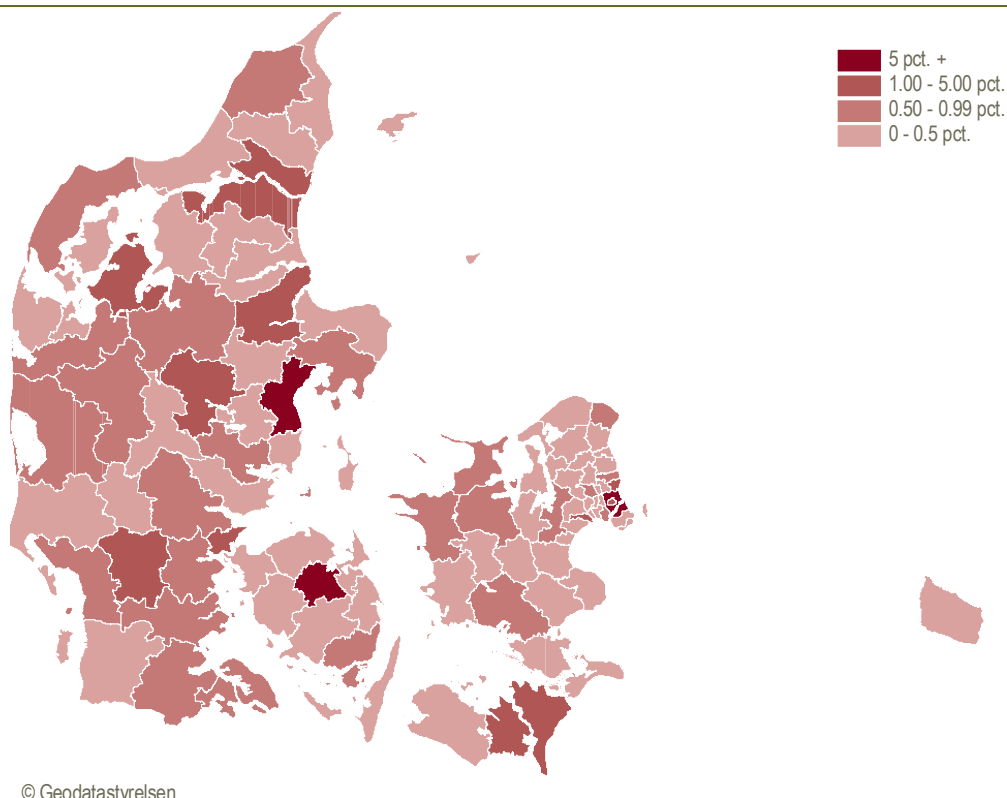 5 pct. +
1.00 - 5.00 pct.
0.50 - 0.99 pct.
0 - 0.5 pct.
© Geodatastyrelsen